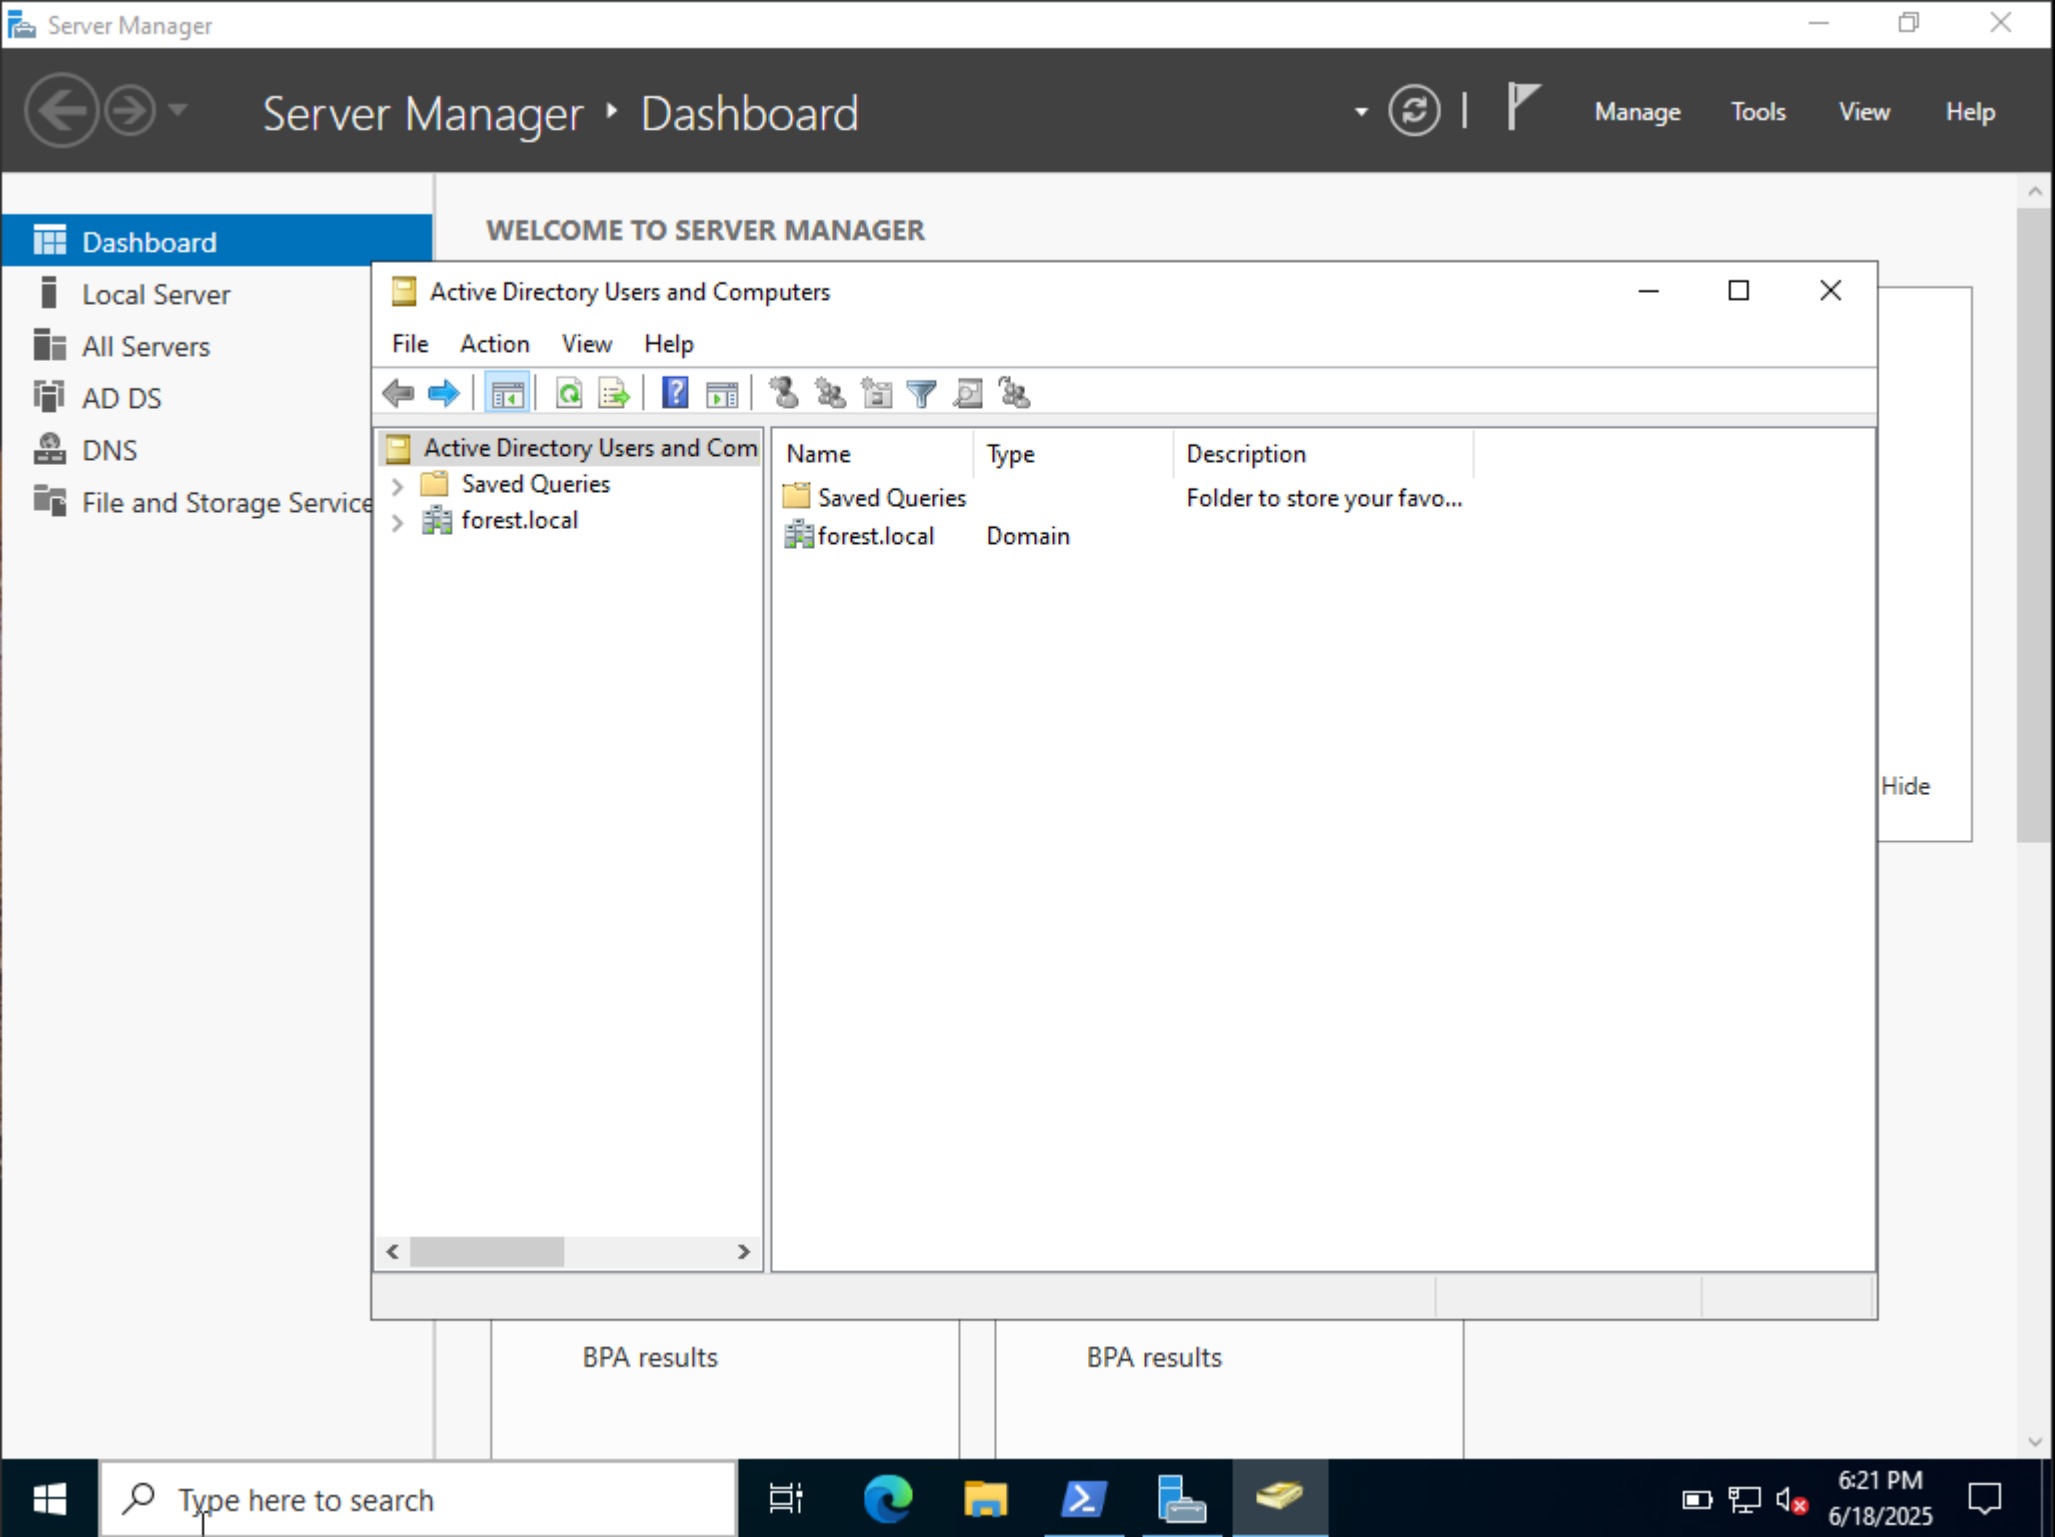 Server Manager
Server Manager ‣ Dashboard
Manage Tools View Help
Dashboard
Local Server
All Servers
AD DS
DNS
File and Storage Service
WELCOME TO SERVER MANAGER
Hide
Active Directory Users and Computers
File Action View Help
Active Directory Users and Com
Saved Queries
forest.local
Name Type Description
Saved Queries Folder to store your favo...
forest.local Domain
BPA results BPA results
Type here to search
6:21 PM
6/18/2025